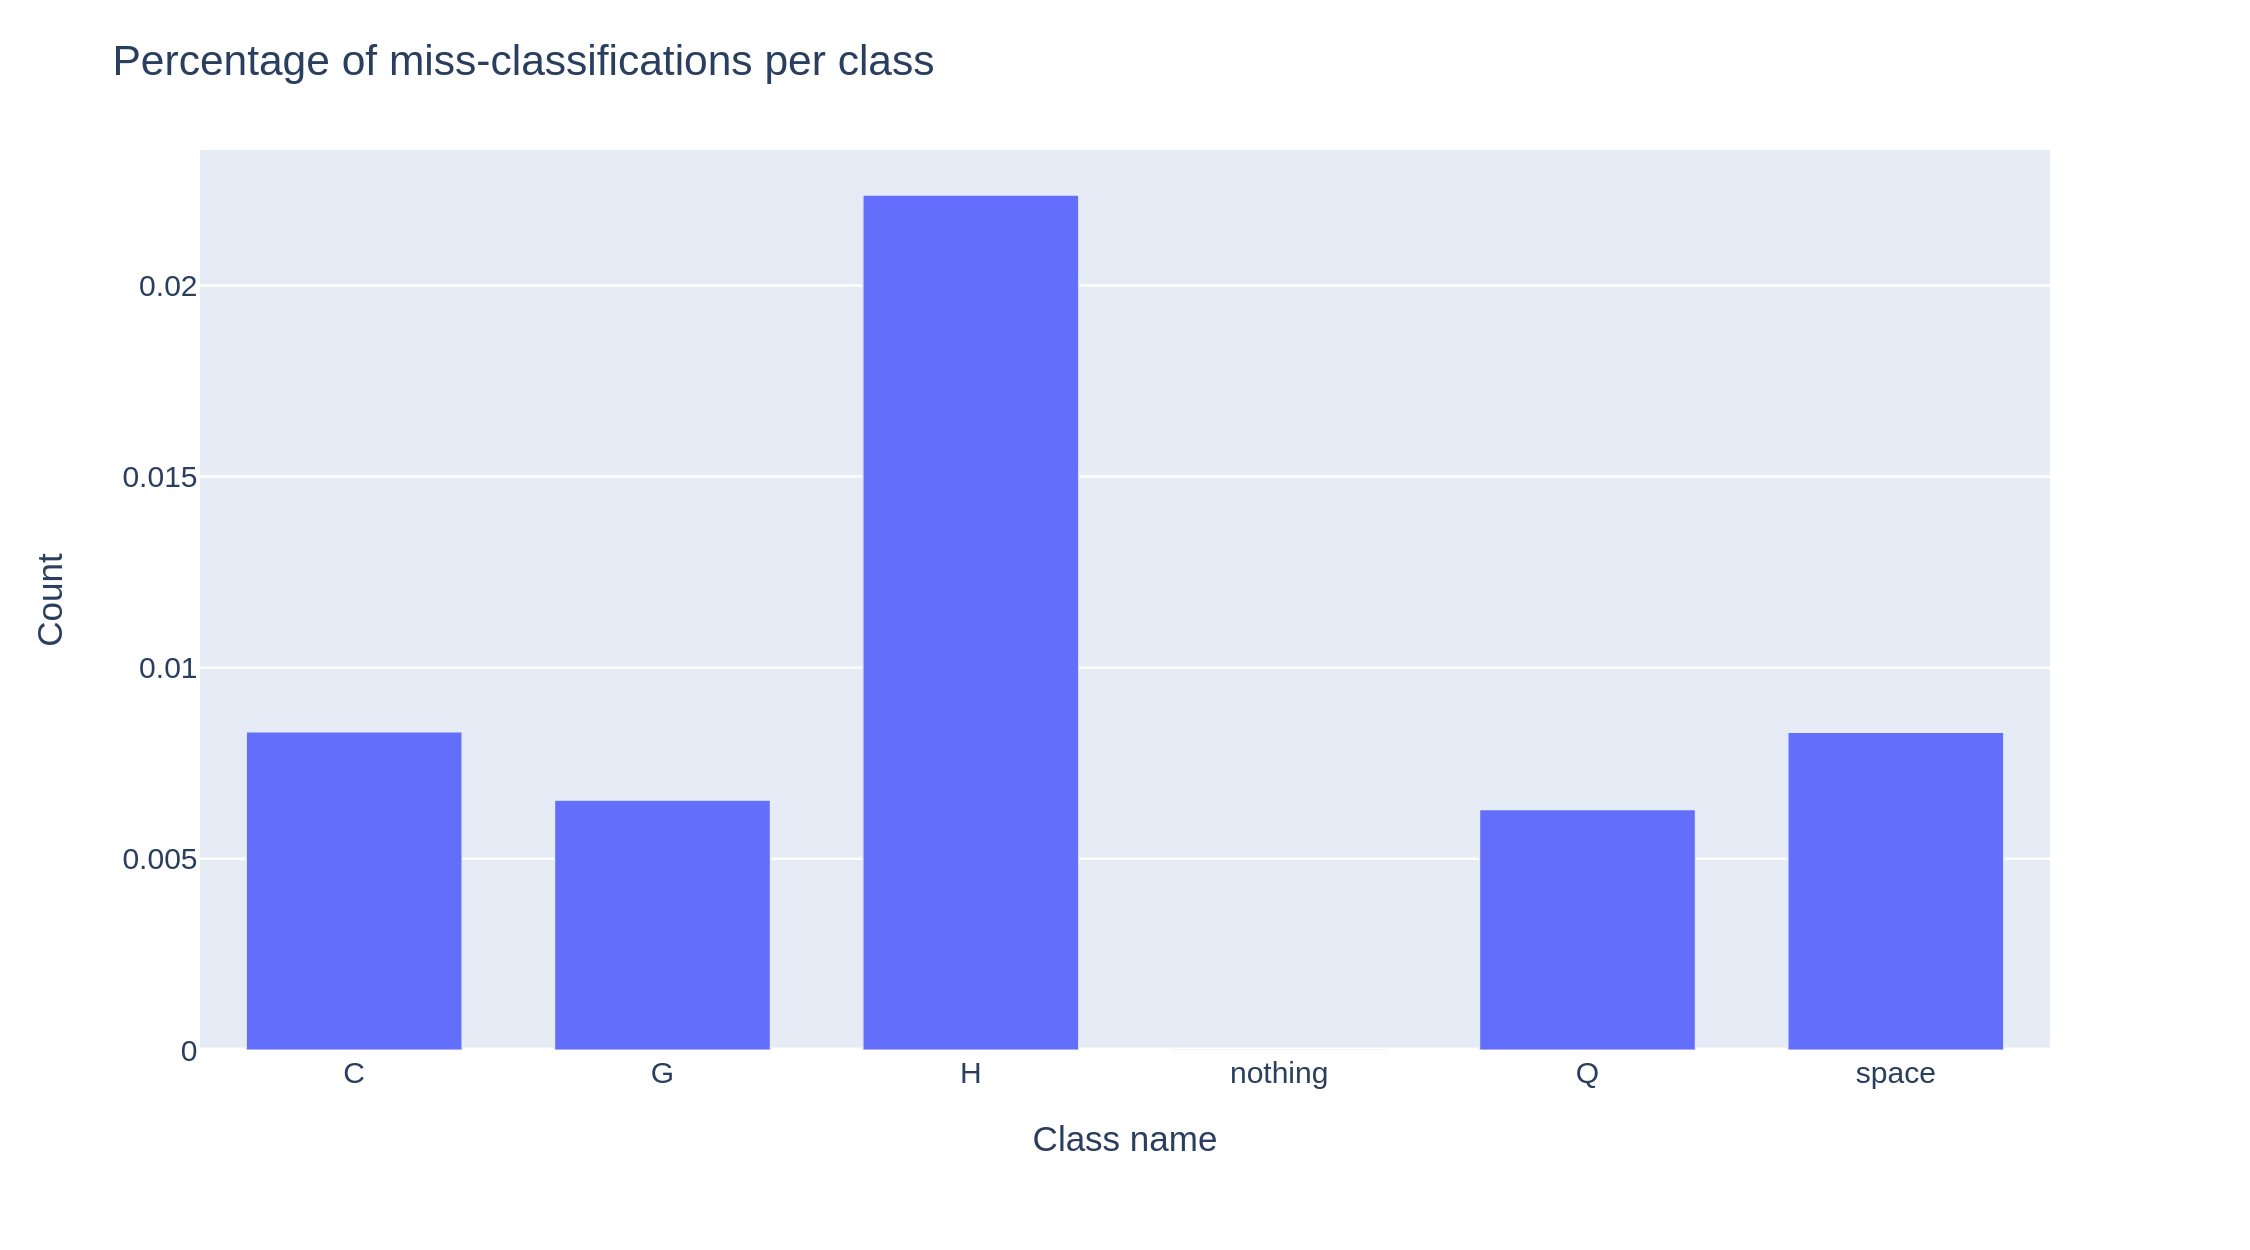 Percentage of miss-classifications per class
Count
0.02
0.015
0.01
0.005
0
C
G
H
nothing
Q
space
Class name